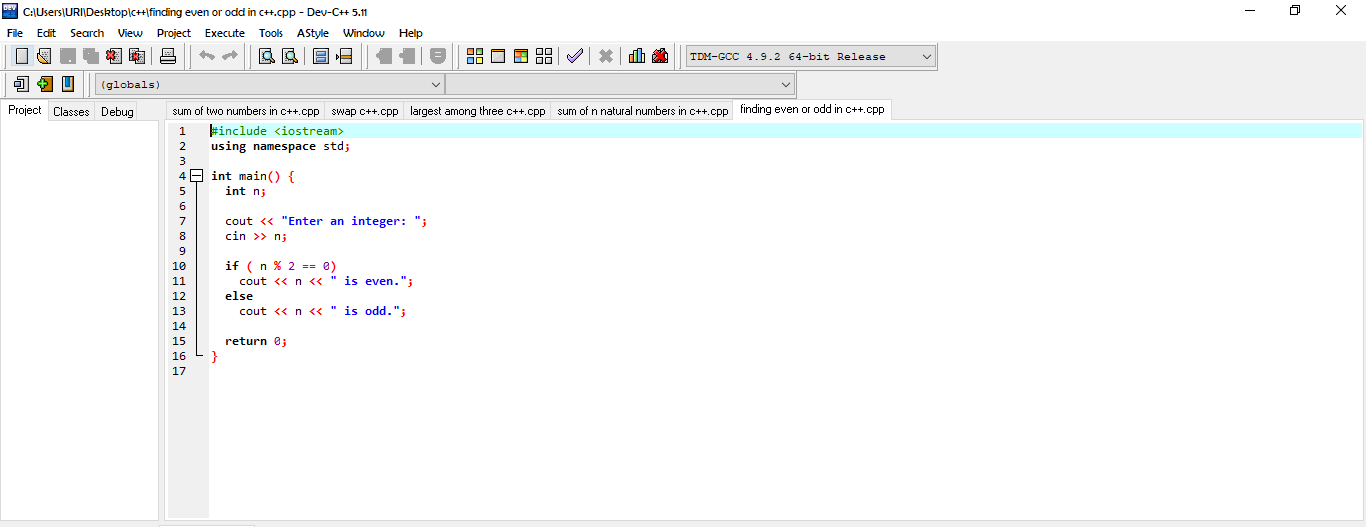 C:\Users\URI\Desktop\c++\finding even or odd in c++.cpp - Dev-C++ 5.11
File Edit Search View Project Execute Tools AStyle Window Help
TDM-GCC 4.9.2 64-bit Release
(globals)
Project Classes Debug
sum of two numbers in c++.cpp swap c++.cpp largest among three c++.cpp sum of n natural numbers in c++.cpp finding even or odd in c++.cpp
1 #include <iostream>
2 using namespace std;
3
4 int main() {
5 int n;
6
7 cout << "Enter an integer: ";
8 cin >> n;
9
10 if ( n % 2 == 0)
11 cout << n << " is even.";
12 else
13 cout << n << " is odd.";
14
15 return 0;
16 }
17